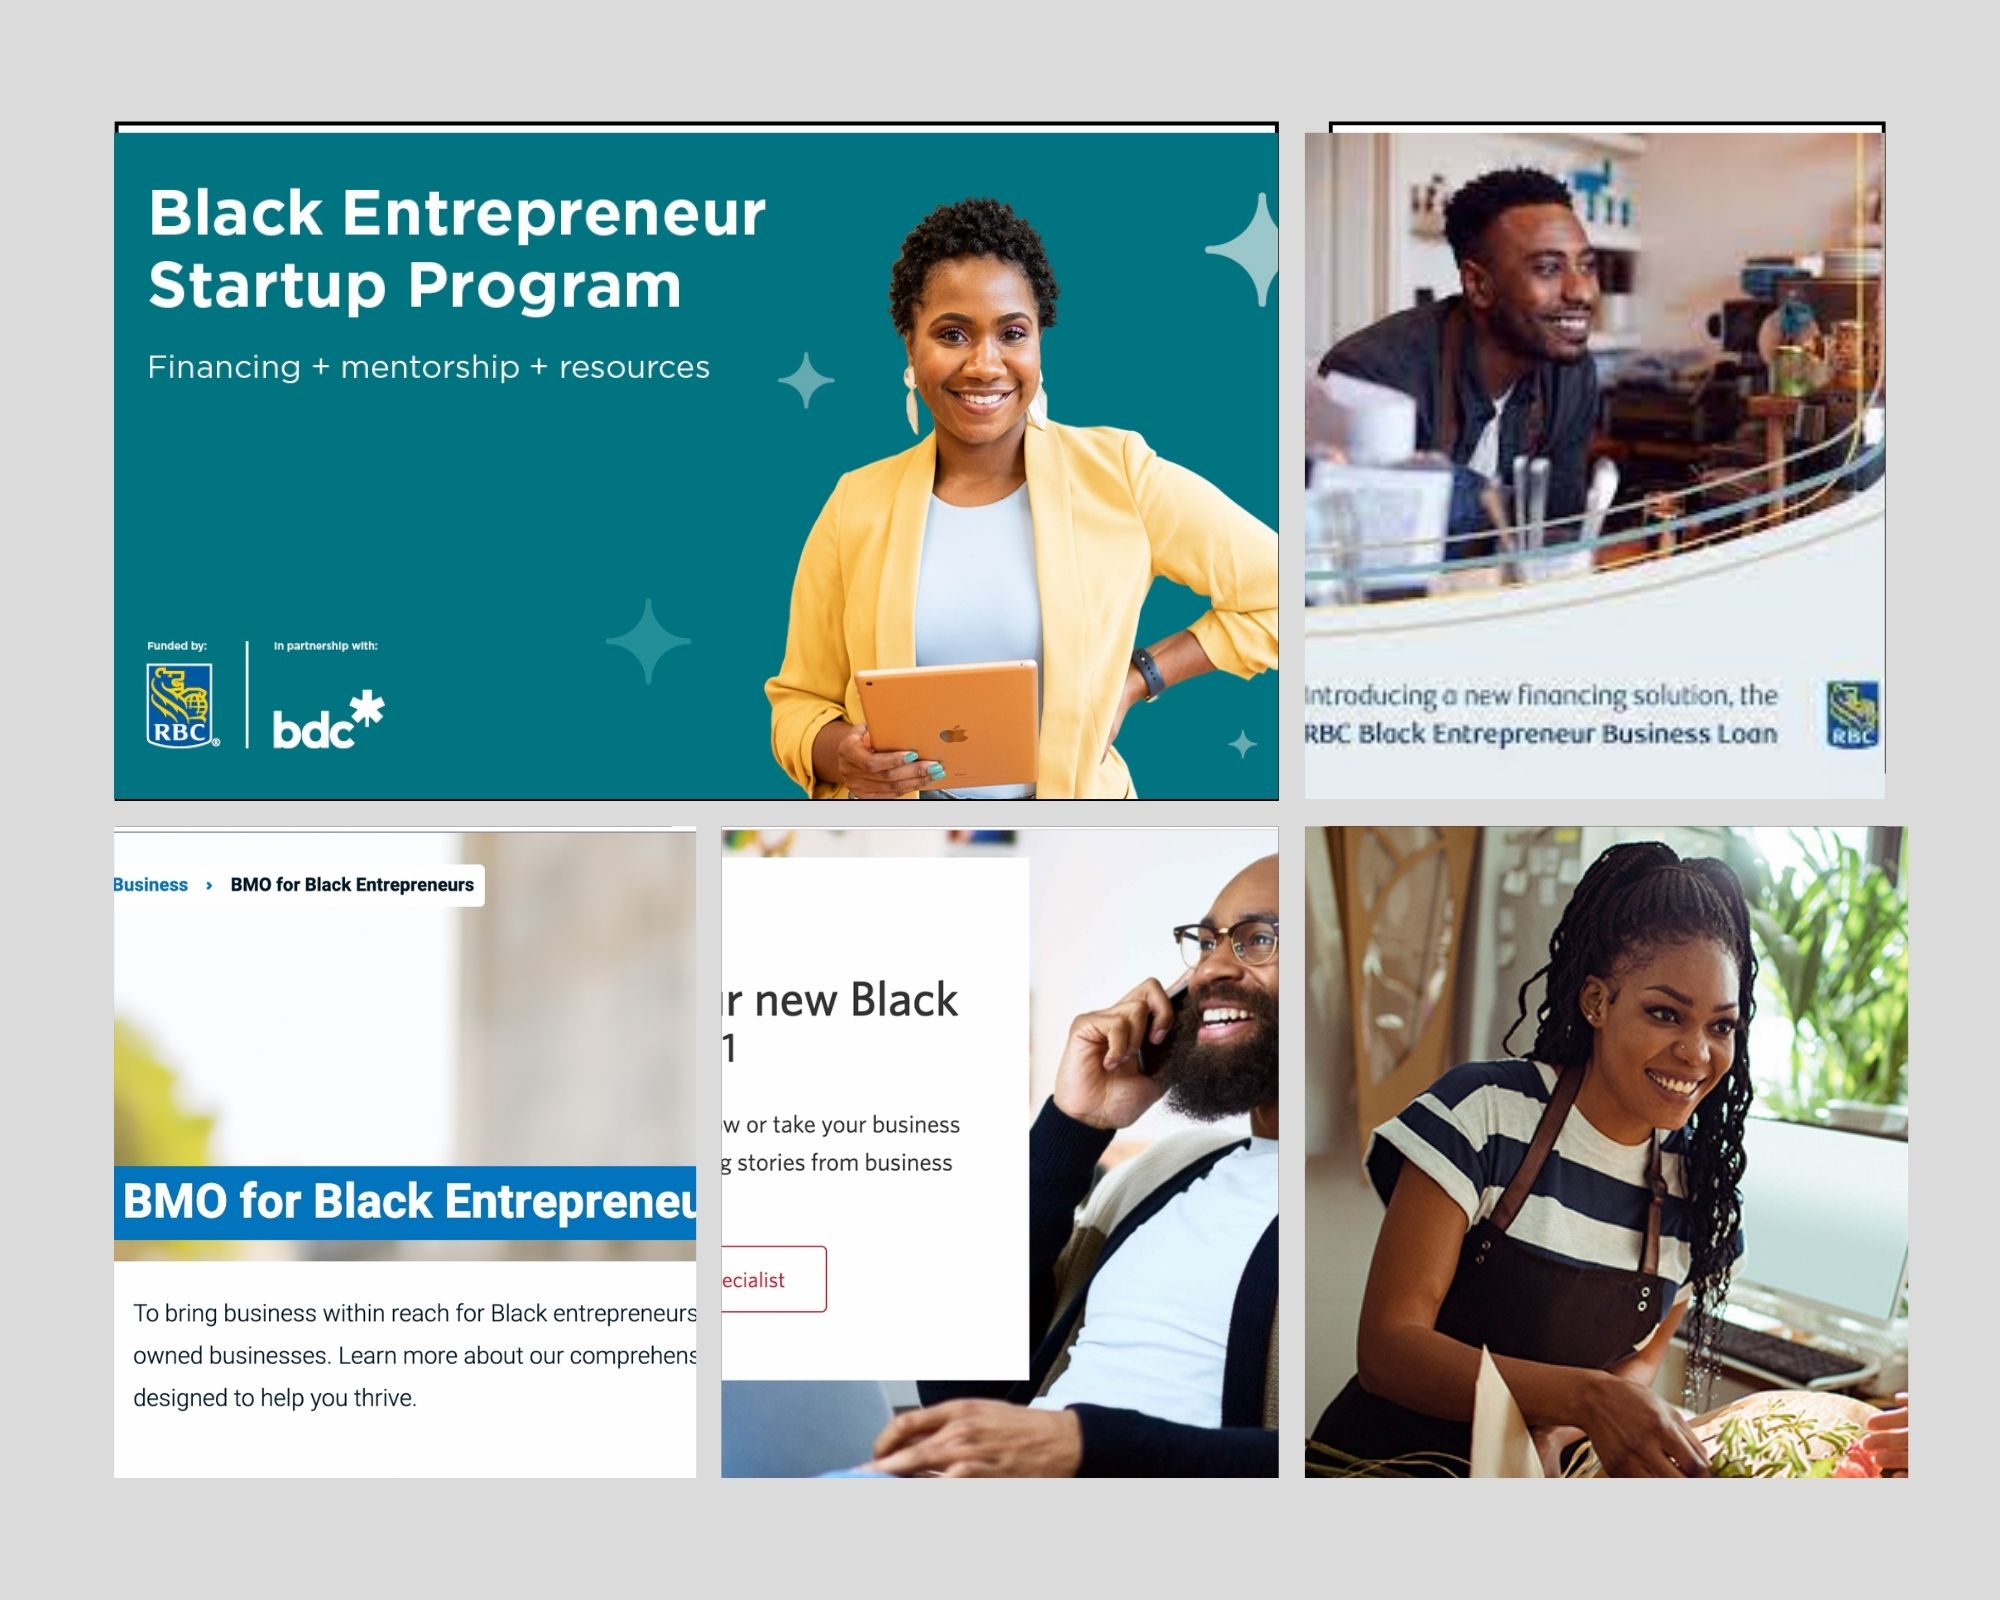 Black Entrepreneur
Startup Program
Financing + mentorship + resources
Funded by:
In partnership with:
RBC®
bdc*
Introducing a new financing solution, the
RBC Black Entrepreneur Business Loan
RBC
Business › BMO for Black Entrepreneurs
BMO for Black Entrepreneu
To bring business within reach for Black entrepreneurs
owned businesses. Learn more about our comprehens
designed to help you thrive.
r new Black
1
w or take your business
g stories from business
ecialist